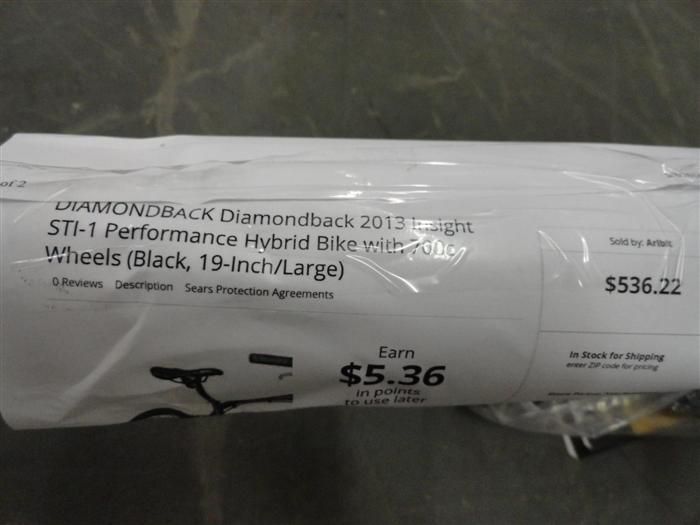 of 2
DIAMONDBACK Diamondback 2013 Insight
STI-1 Performance Hybrid Bike with 700c
Wheels (Black, 19-Inch/Large)
0 Reviews Description Sears Protection Agreements
Earn
$5.36
in points
to use later
Sold by: Aribit
$536.22
In Stock for Shipping
enter ZIP code for pricing